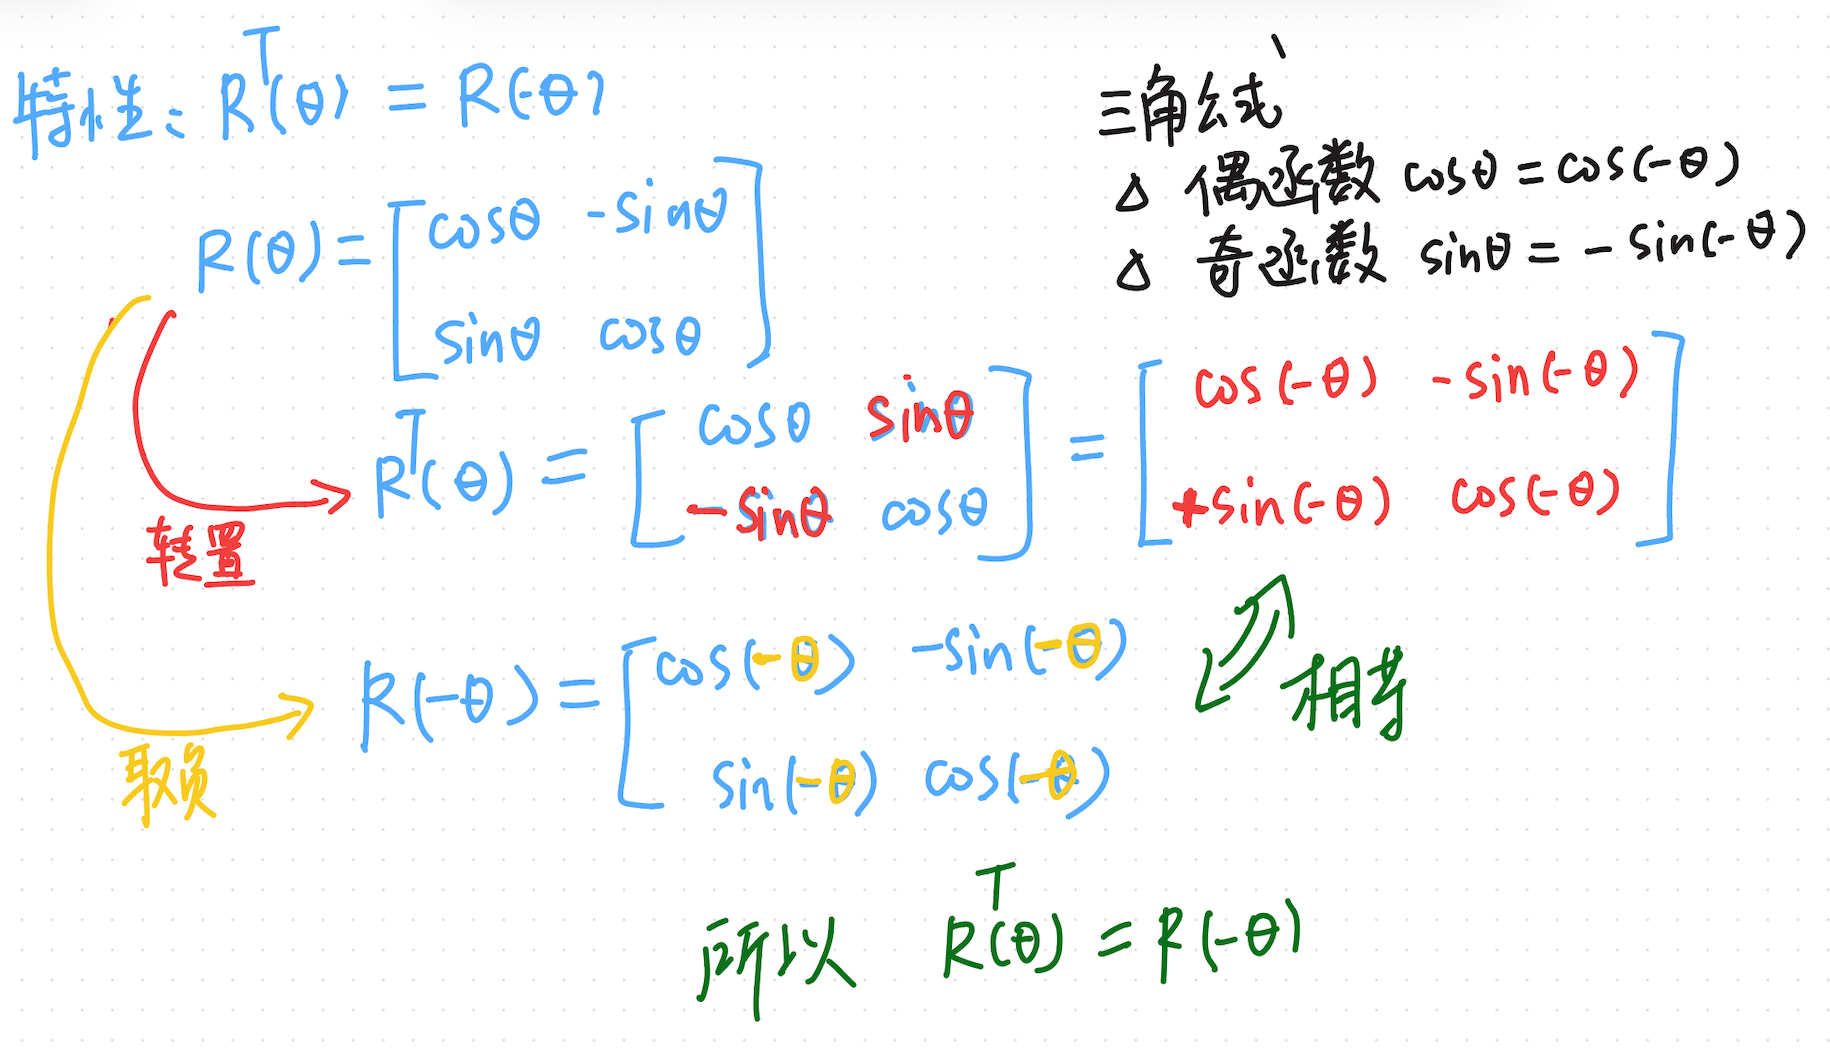 特性: Rᵀ(θ) = R(-θ)
三角公式
△ 偶函数 cosθ = cos(-θ)
△ 奇函数 sinθ = - sin(-θ)
R(θ) = [cosθ -sinθ
sinθ cosθ]
Rᵀ(θ) = [cosθ sinθ
-sinθ cosθ] = [cos(-θ) -sin(-θ)
+sin(-θ) cos(-θ)]
转置
相等
R(-θ) = [cos(-θ) -sin(-θ)
sin(-θ) cos(-θ)]
取负
所以 Rᵀ(θ) = R(-θ)